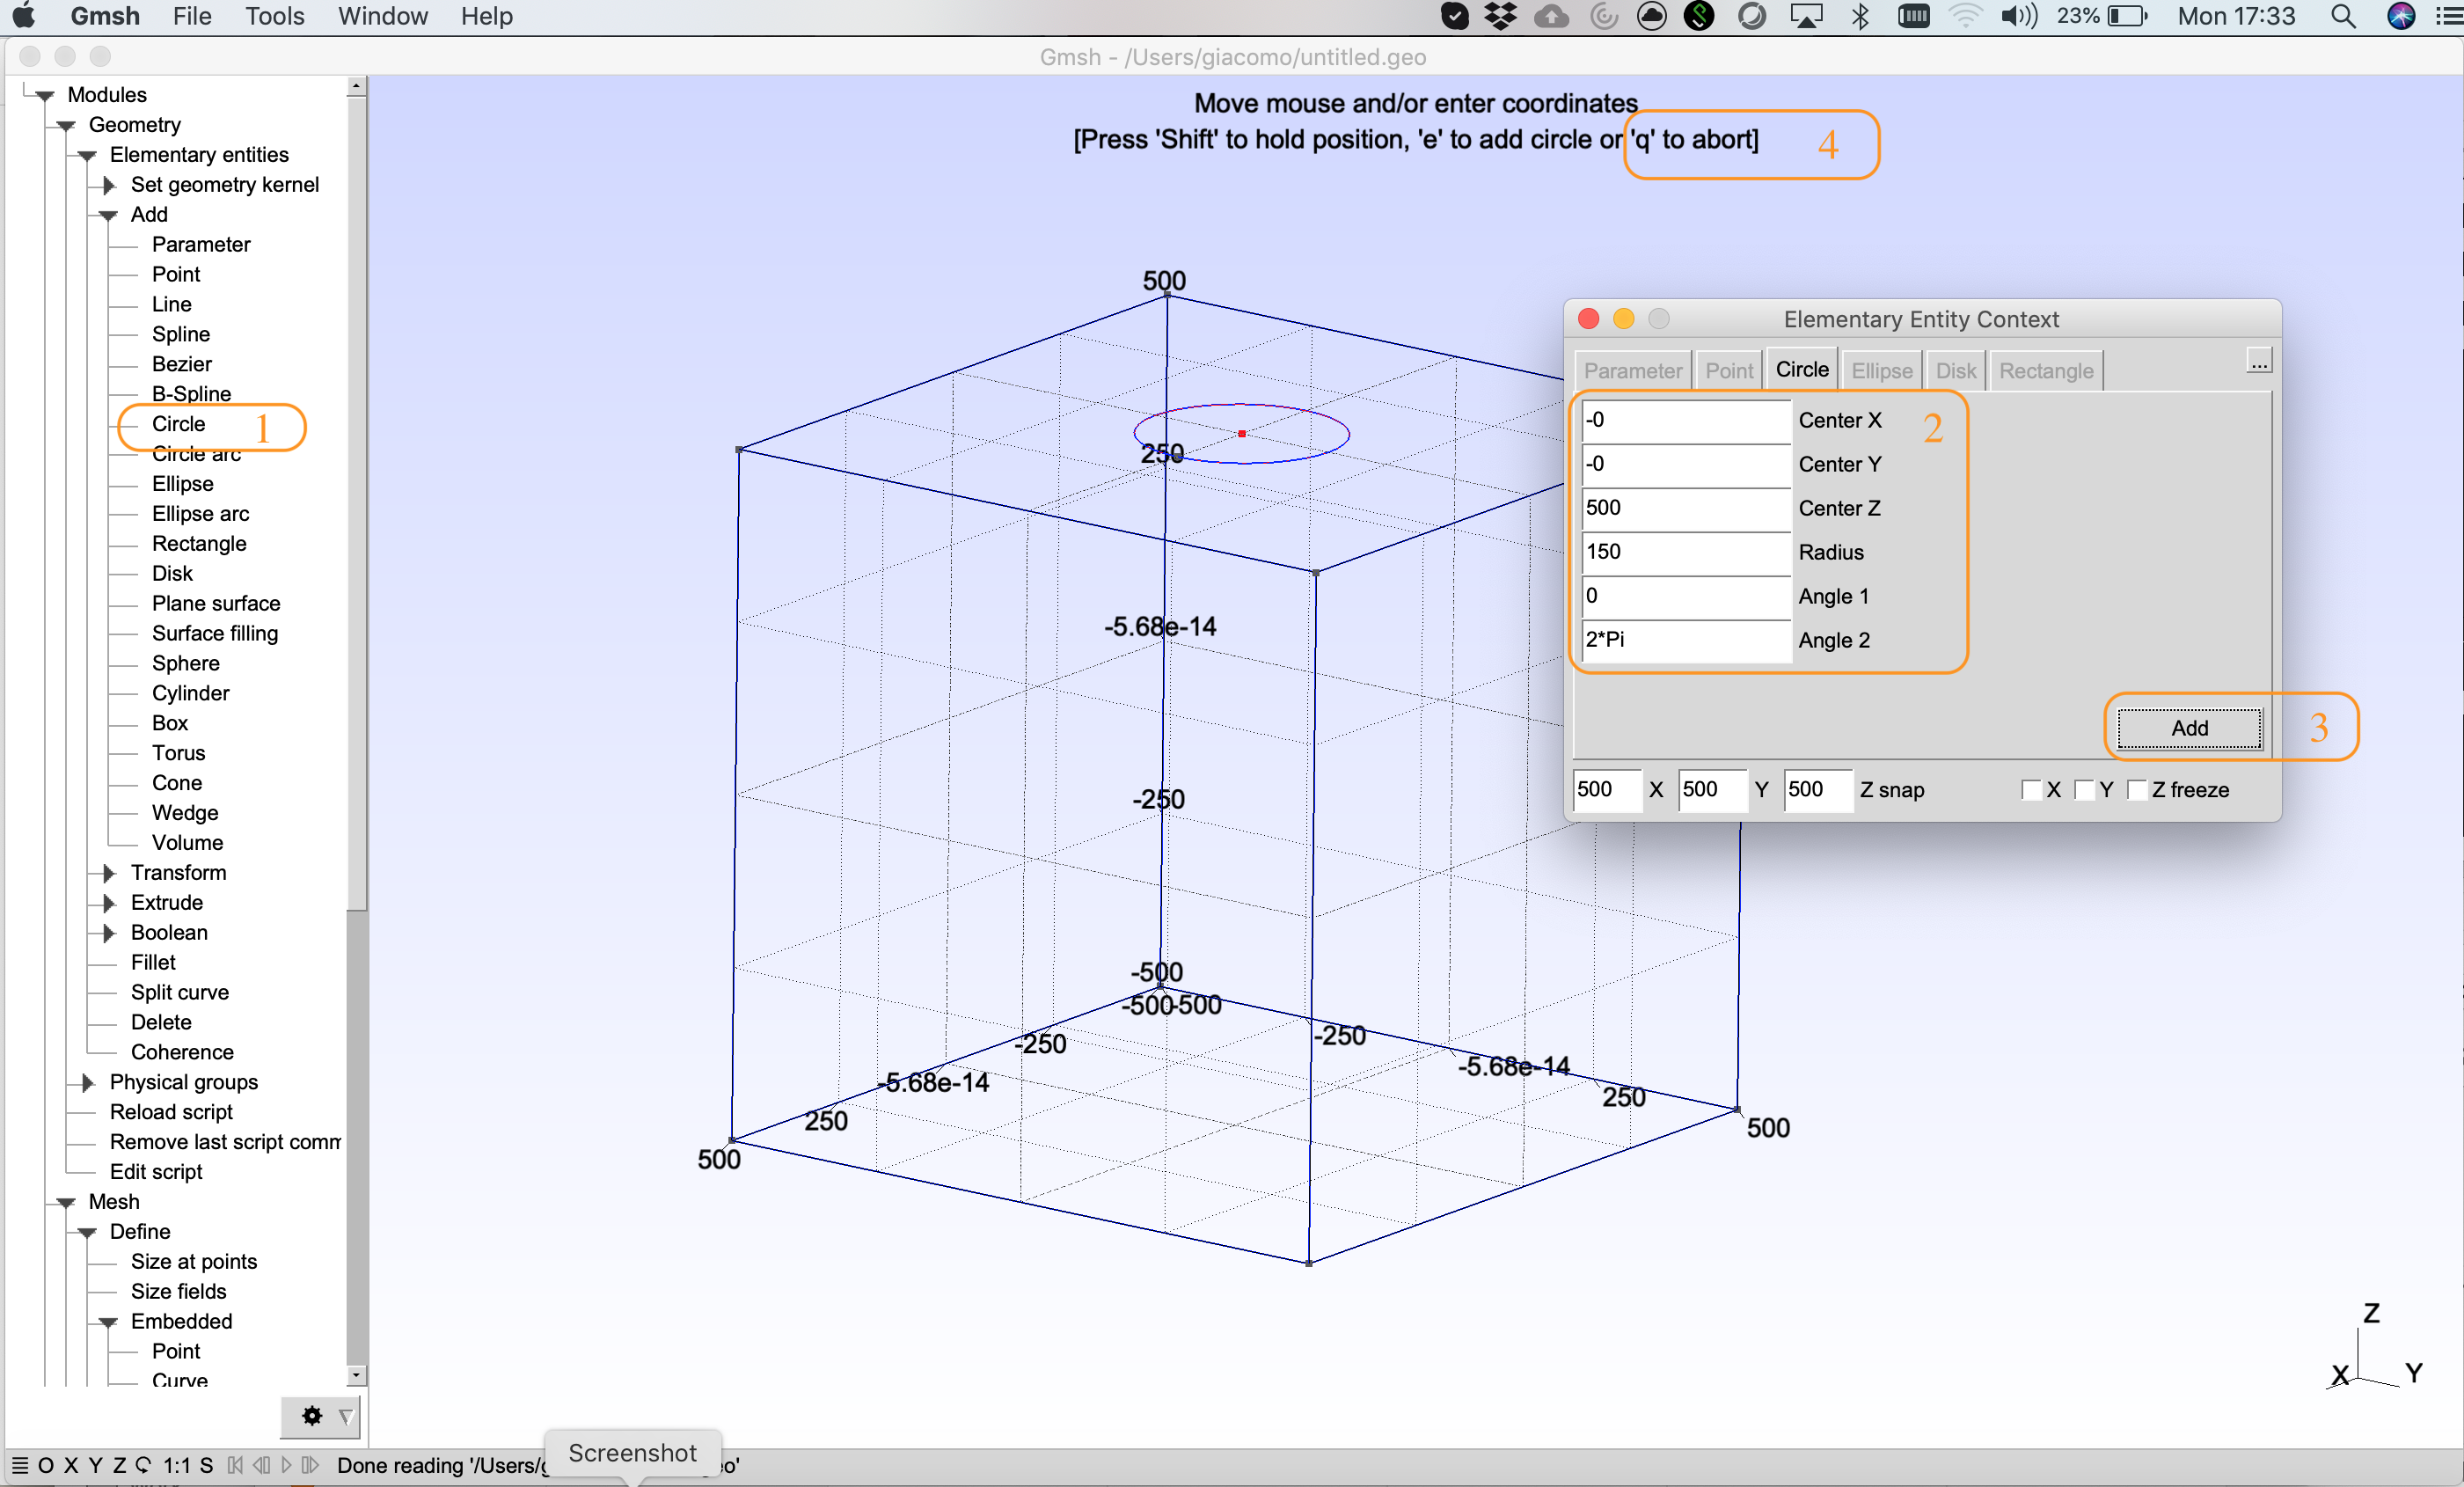 Gmsh File Tools Window Help 23% Mon 17:33
Gmsh - /Users/giacomo/untitled.geo
Modules
Geometry
Elementary entities
Set geometry kernel
Add
Parameter
Point
Line
Spline
Bezier
B-Spline
Circle 1
Circle arc
Ellipse
Ellipse arc
Rectangle
Disk
Plane surface
Surface filling
Sphere
Cylinder
Box
Torus
Cone
Wedge
Volume
Transform
Extrude
Boolean
Fillet
Split curve
Delete
Coherence
Physical groups
Reload script
Remove last script comm
Edit script
Mesh
Define
Size at points
Size fields
Embedded
Point
Curve
Move mouse and/or enter coordinates
[Press 'Shift' to hold position, 'e' to add circle or 'q' to abort] 4
500
250
-5.68e-14
-250
-500
-500-500
-250
-250
-5.68e-14
-5.68e-14
250
250
500
500
Elementary Entity Context
Parameter Point Circle Ellipse Disk Rectangle ...
-0 Center X 2
-0 Center Y
500 Center Z
150 Radius
0 Angle 1
2*Pi Angle 2
Add 3
500 X 500 Y 500 Z snap X Y Z freeze
Z
X Y
O X Y Z 1:1 S Done reading '/Users/g eo'
Screenshot